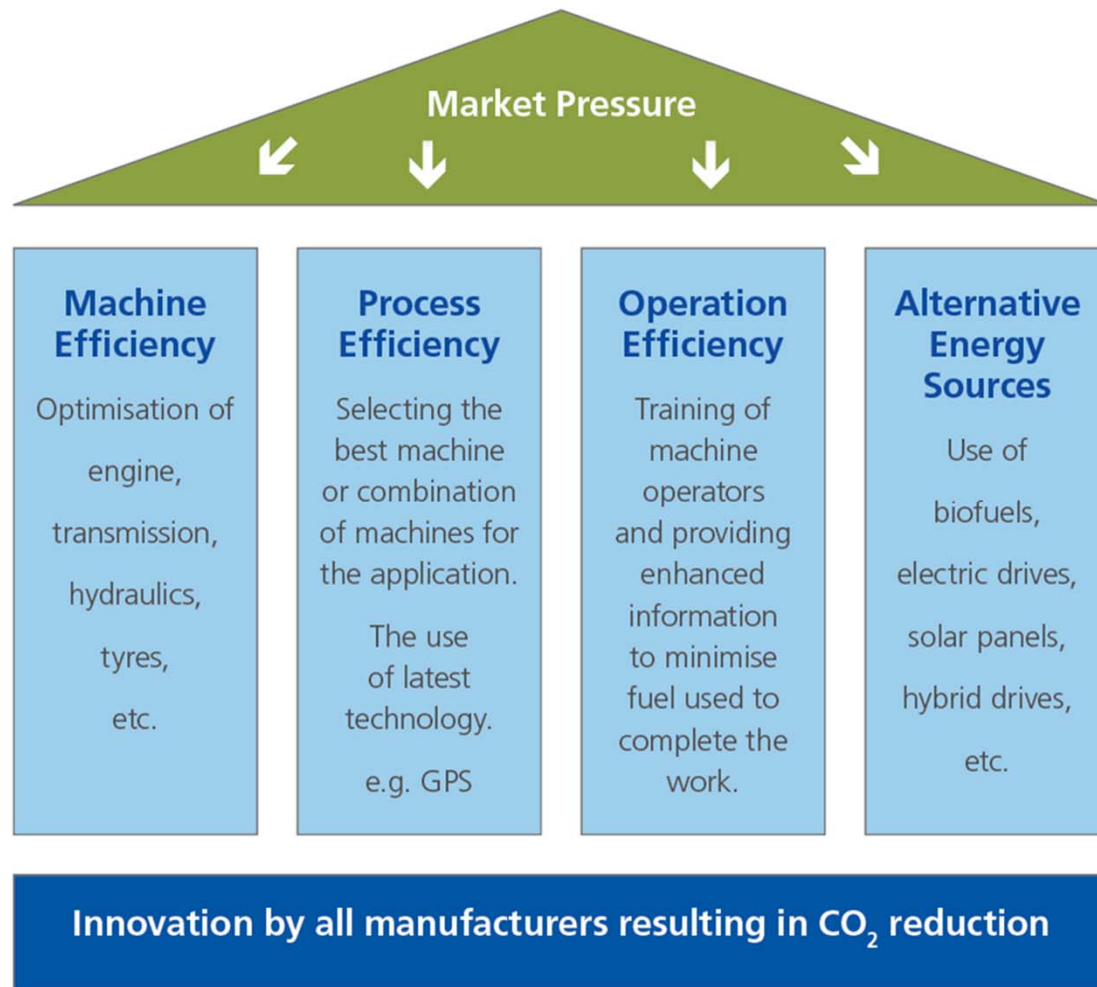 Market Pressure
Machine
Efficiency
Optimisation of
engine,
transmission,
hydraulics,
tyres,
etc.
Process
Efficiency
Selecting the
best machine
or combination
of machines for
the application.
The use
of latest
technology.
e.g. GPS
Operation
Efficiency
Training of
machine
operators
and providing
enhanced
information
to minimise
fuel used to
complete the
work.
Alternative
Energy
Sources
Use of
biofuels,
electric drives,
solar panels,
hybrid drives,
etc.
Innovation by all manufacturers resulting in CO₂ reduction